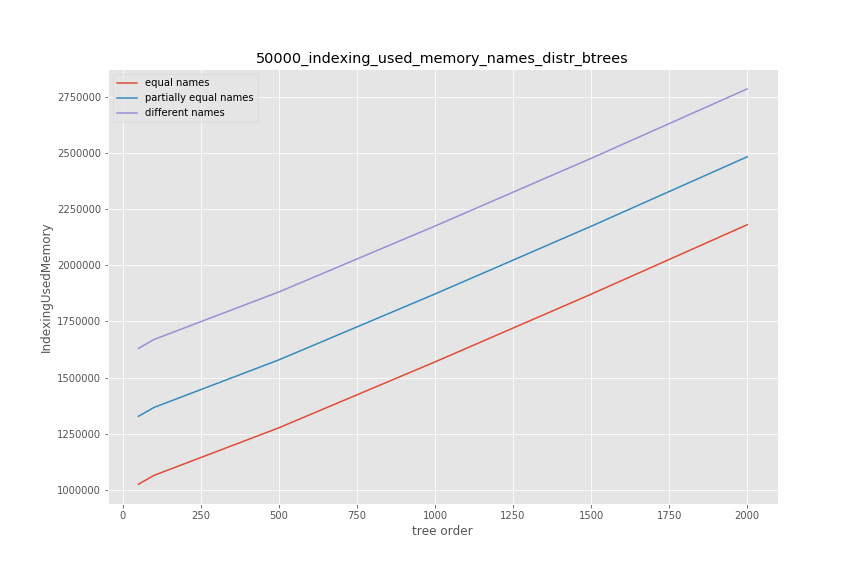 50000_indexing_used_memory_names_distr_btrees
equal names
partially equal names
different names
IndexingUsedMemory
2750000
2500000
2250000
2000000
1750000
1500000
1250000
1000000
0 250 500 750 1000 1250 1500 1750 2000
tree order